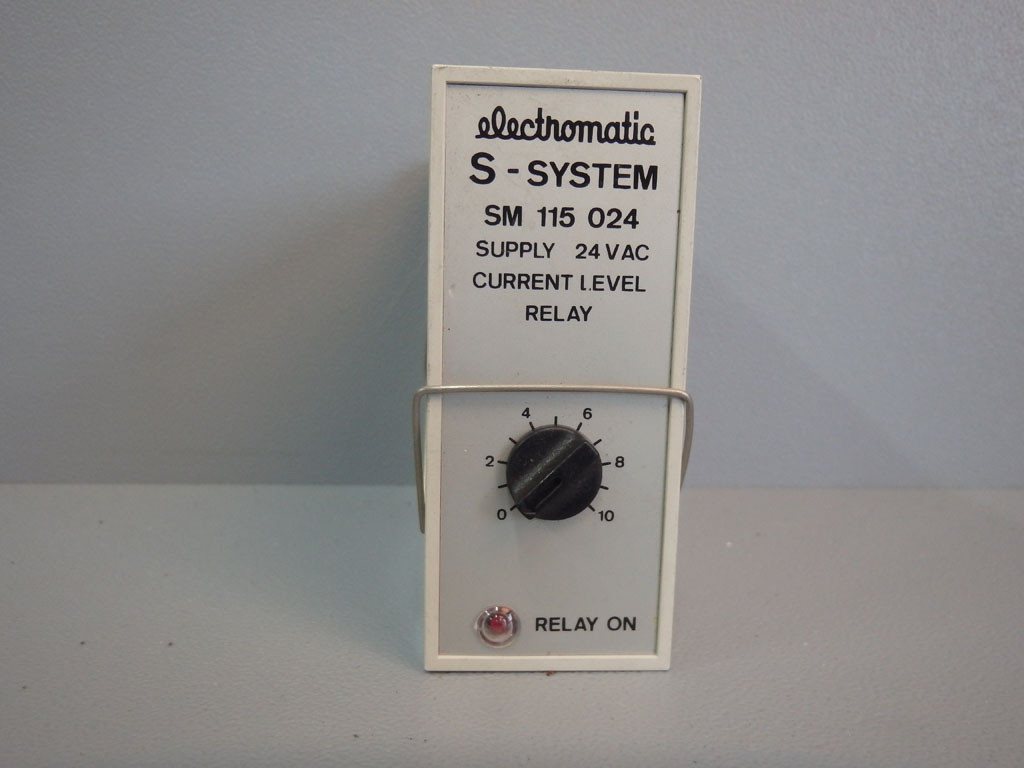 electromatic
S - SYSTEM
SM 115 024
SUPPLY 24 VAC
CURRENT LEVEL
RELAY
4 6
2 8
0 10
RELAY ON